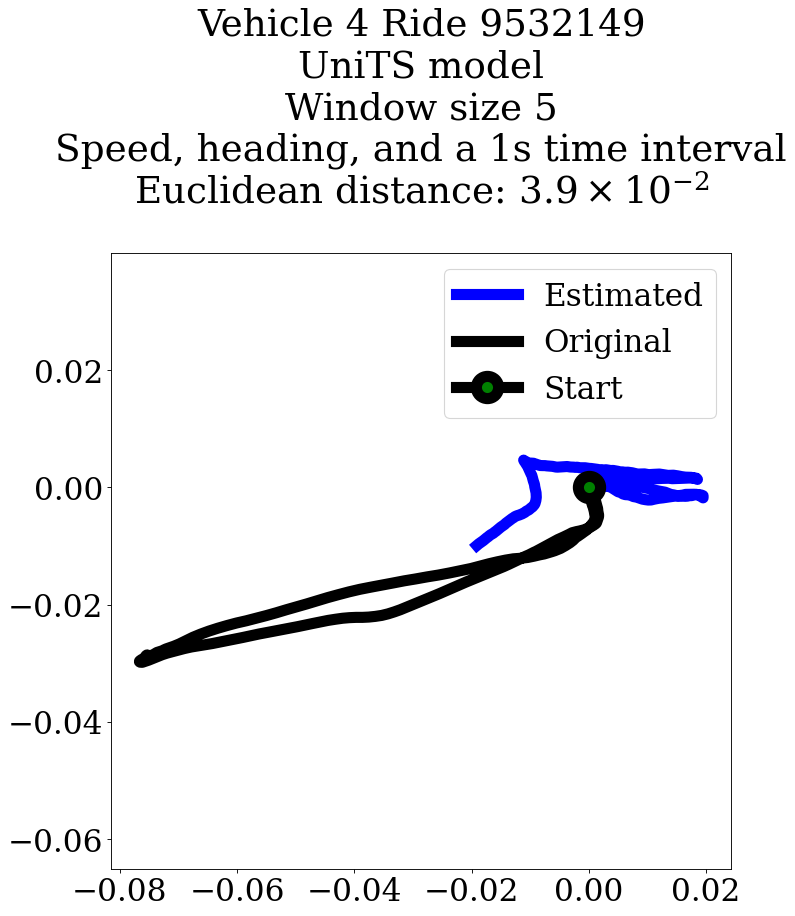 Vehicle 4 Ride 9532149
UniTS model
Window size 5
Speed, heading, and a 1s time interval
Euclidean distance: 3.9 × 10⁻²
Estimated
Original
Start
0.02
0.00
−0.02
−0.04
−0.06
−0.08 −0.06 −0.04 −0.02 0.00 0.02